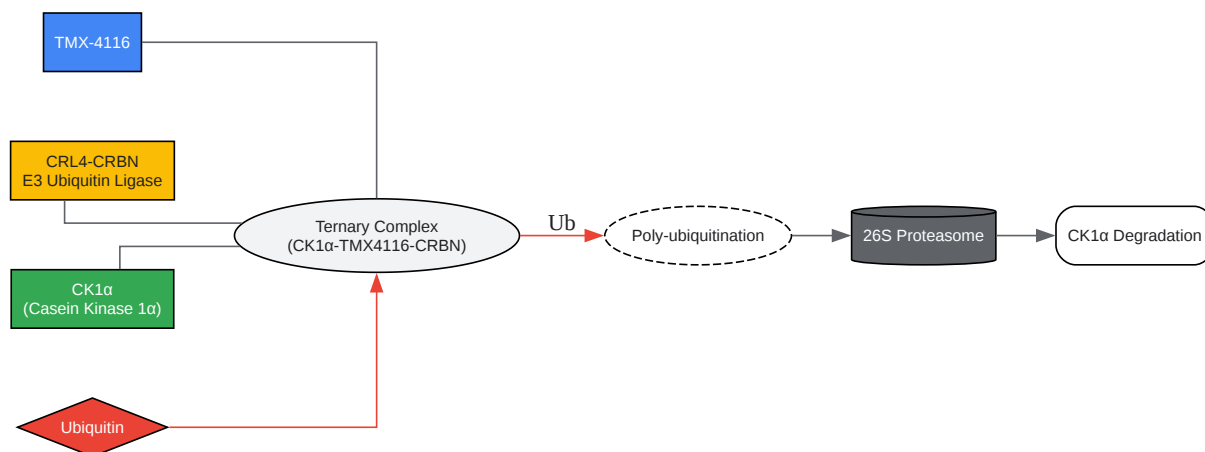 TMX-4116
CRL4-CRBN
E3 Ubiquitin Ligase
Ternary Complex
(CK1α-TMX4116-CRBN)
Ub
Poly-ubiquitination
26S Proteasome
CK1α Degradation
CK1α
(Casein Kinase 1α)
Ubiquitin